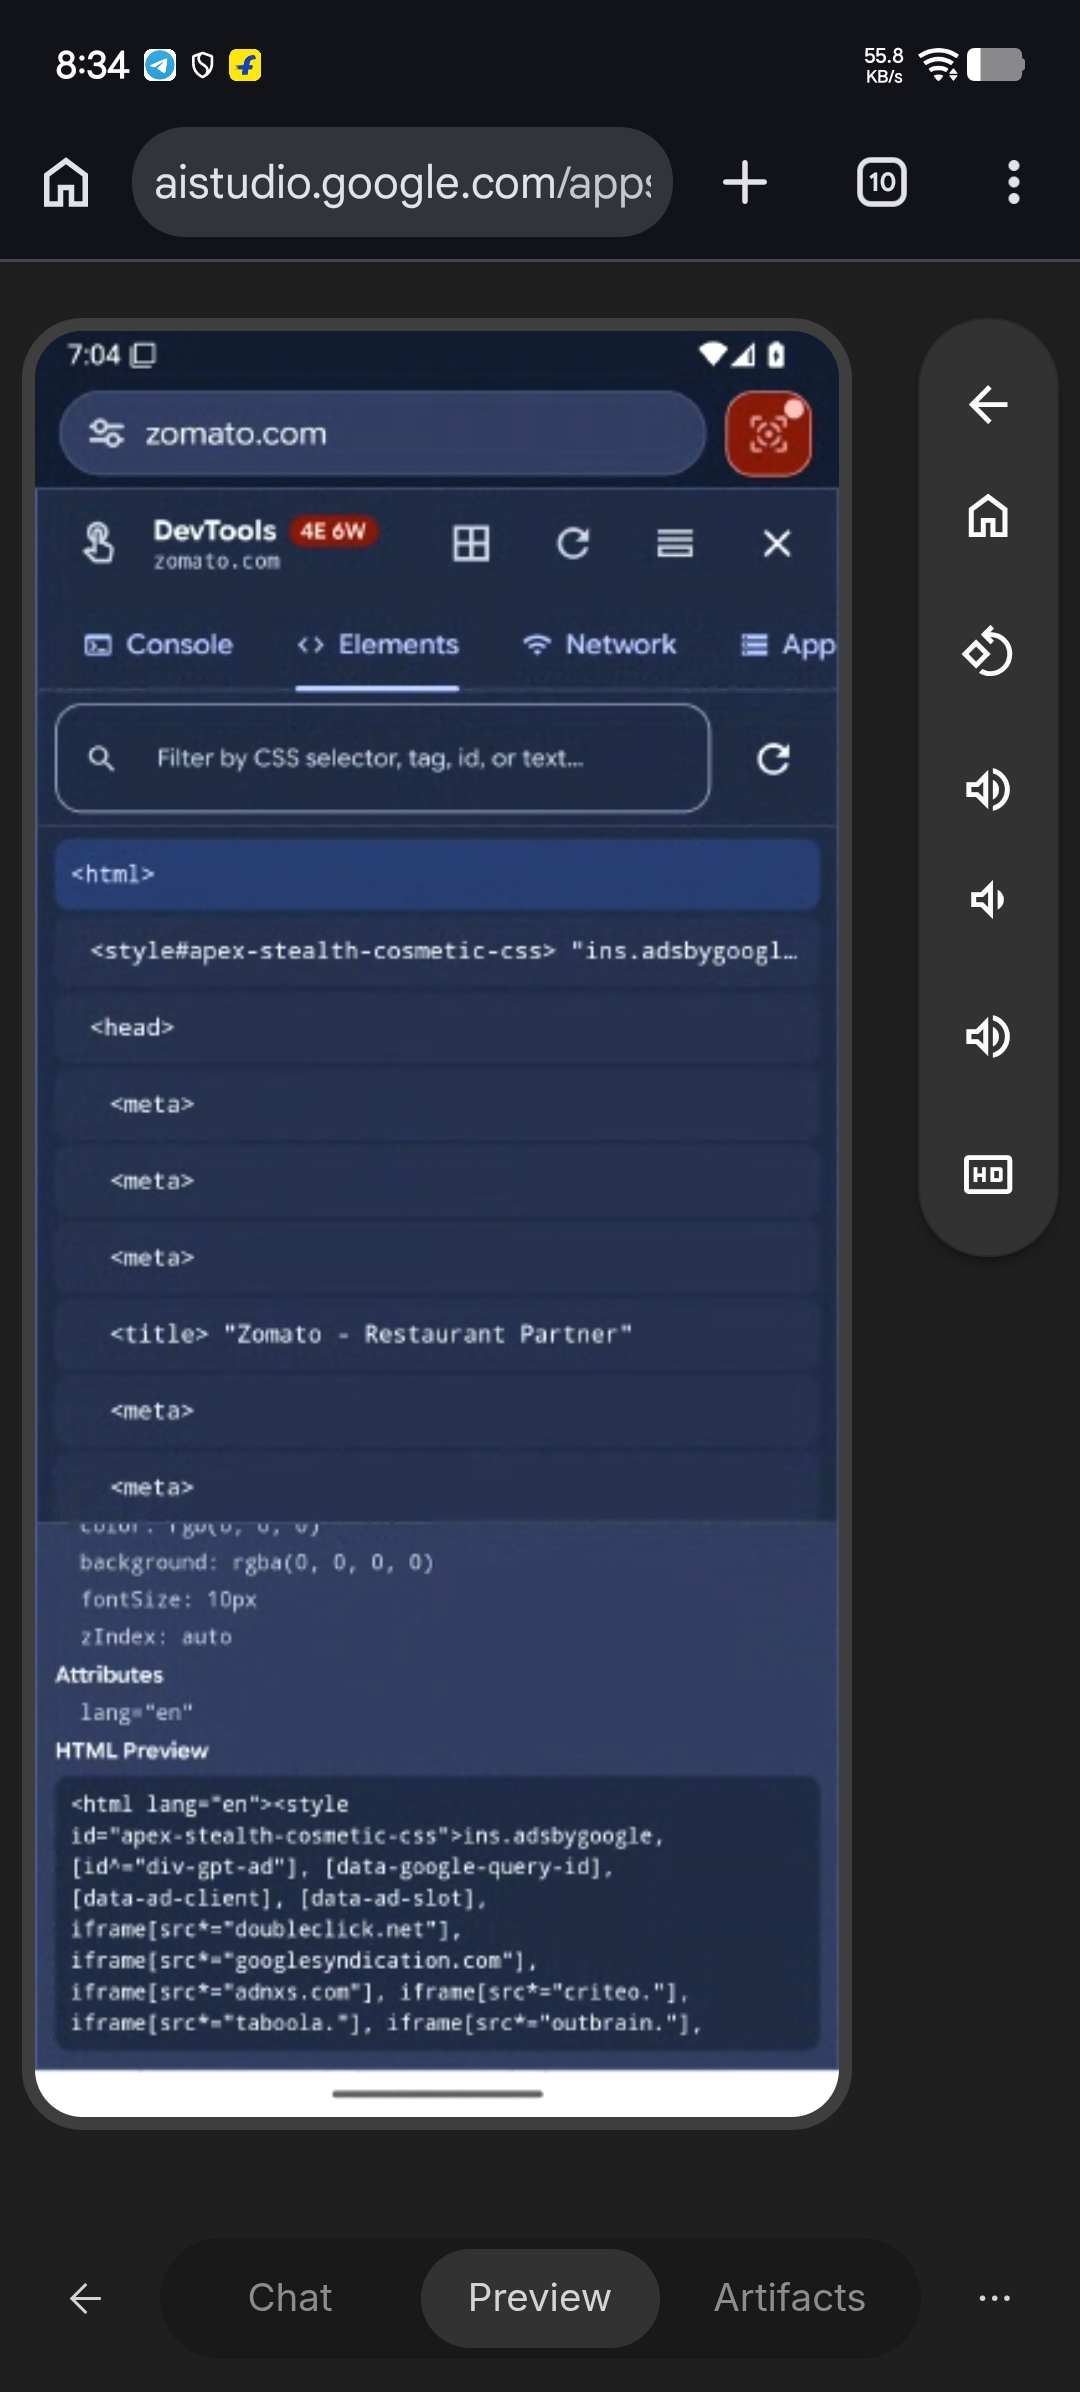 8:34
55.8
KB/s
aistudio.google.com/apps
10
7:04
zomato.com
DevTools 4E 6W
zomato.com
Console
Elements
Network
App
Filter by CSS selector, tag, id, or text...
<html>
<style#apex-stealth-cosmetic-css> "ins.adsbygoogl…
<head>
<meta>
<meta>
<meta>
<title> "Zomato - Restaurant Partner"
<meta>
<meta>
color: rgb(0, 0, 0)
background: rgba(0, 0, 0, 0)
fontSize: 10px
zIndex: auto
Attributes
lang="en"
HTML Preview
<html lang="en"><style
id="apex-stealth-cosmetic-css">ins.adsbygoogle,
[id^="div-gpt-ad"], [data-google-query-id],
[data-ad-client], [data-ad-slot],
iframe[src*="doubleclick.net"],
iframe[src*="googlesyndication.com"],
iframe[src*="adnxs.com"], iframe[src*="criteo."],
iframe[src*="taboola."], iframe[src*="outbrain."],
HD
Chat
Preview
Artifacts